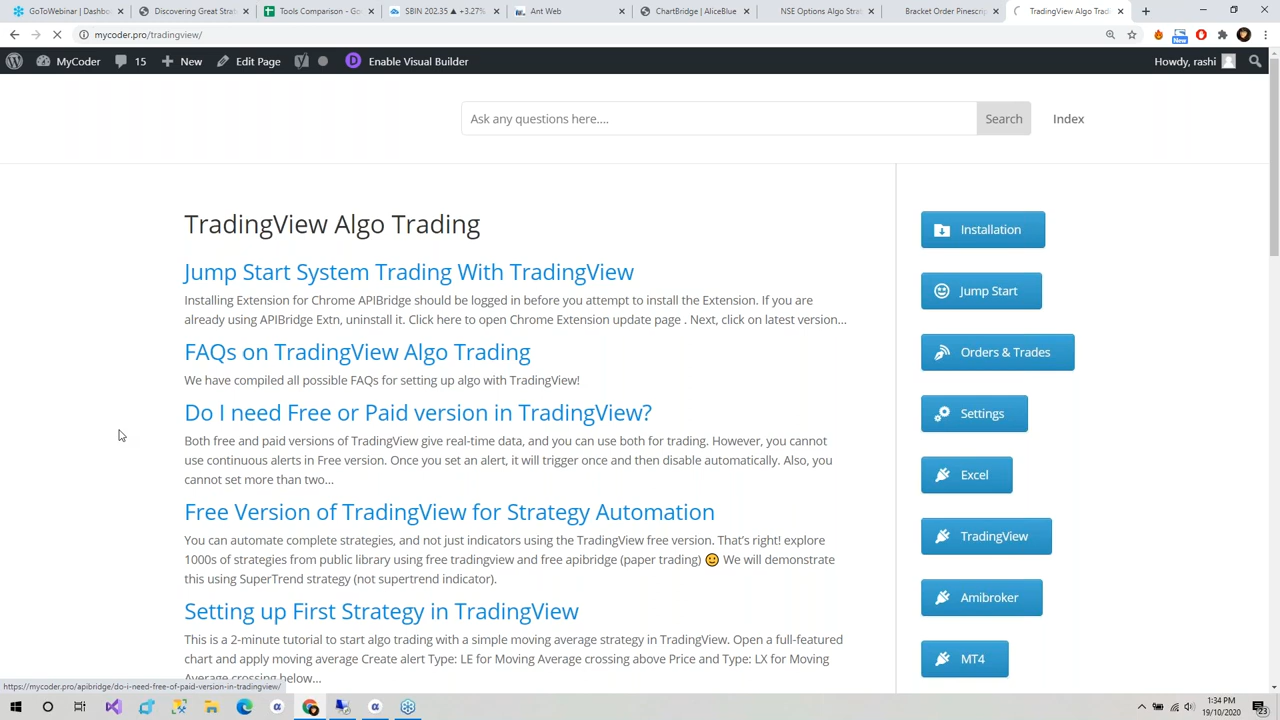 GoToWebinar | Dashbo
Discovering Great Strate
Tools Comparison - Goo
SBIN 202.35 ▲ +3.27%
Ant Web
ChartBridge | AliceBlue
NSE Options Algo Strat
Bracket Order Pinescrip
TradingView Algo Tradi
mycoder.pro/tradingview/
New
MyCoder
15
New
Edit Page
Enable Visual Builder
Howdy, rashi
Ask any questions here....
Search
Index
TradingView Algo Trading
Jump Start System Trading With TradingView
Installing Extension for Chrome APIBridge should be logged in before you attempt to install the Extension. If you are
already using APIBridge Extn, uninstall it. Click here to open Chrome Extension update page . Next, click on latest version...
FAQs on TradingView Algo Trading
We have compiled all possible FAQs for setting up algo with TradingView!
Do I need Free or Paid version in TradingView?
Both free and paid versions of TradingView give real-time data, and you can use both for trading. However, you cannot
use continuous alerts in Free version. Once you set an alert, it will trigger once and then disable automatically. Also, you
cannot set more than two...
Free Version of TradingView for Strategy Automation
You can automate complete strategies, and not just indicators using the TradingView free version. That's right! explore
1000s of strategies from public library using free tradingview and free apibridge (paper trading) 🙂 We will demonstrate
this using SuperTrend strategy (not supertrend indicator).
Setting up First Strategy in TradingView
This is a 2-minute tutorial to start algo trading with a simple moving average strategy in TradingView. Open a full-featured
chart and apply moving average Create alert Type: LE for Moving Average crossing above Price and Type: LX for Moving
Average crossing below...
Installation
Jump Start
Orders & Trades
Settings
Excel
TradingView
Amibroker
MT4
https://mycoder.pro/apibridge/do-i-need-free-of-paid-version-in-tradingview/
1:34 PM
19/10/2020
23